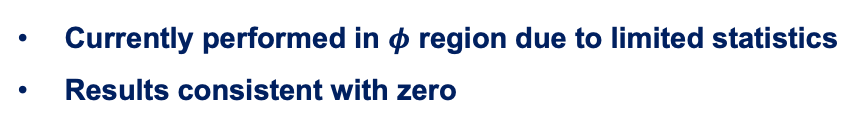 • Currently performed in ϕ region due to limited statistics
• Results consistent with zero